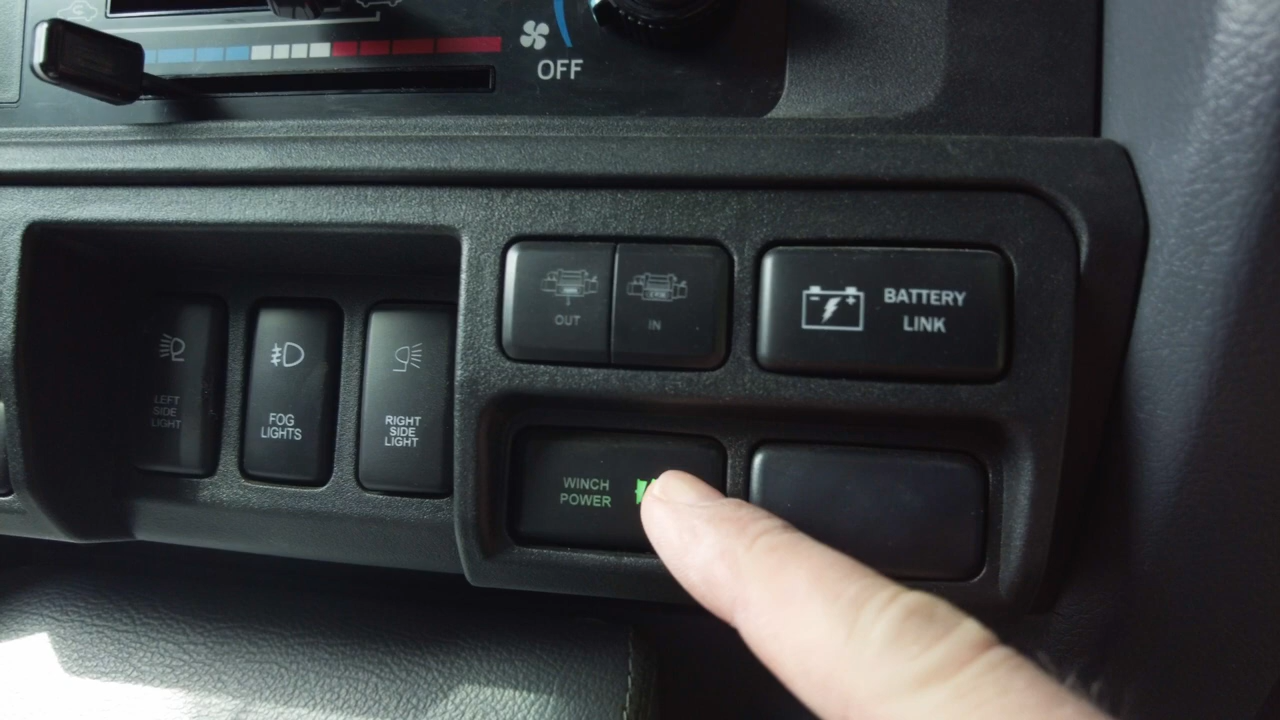 OFF
OUT
IN
BATTERY
LINK
LEFT
SIDE
LIGHT
FOG
LIGHTS
RIGHT
SIDE
LIGHT
WINCH
POWER